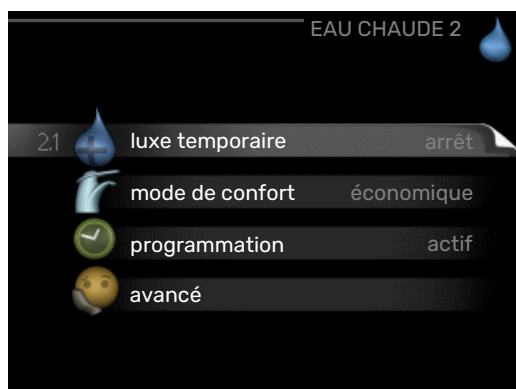 EAU CHAUDE 2
2.1 luxe temporaire arrêt
mode de confort économique
programmation actif
avancé